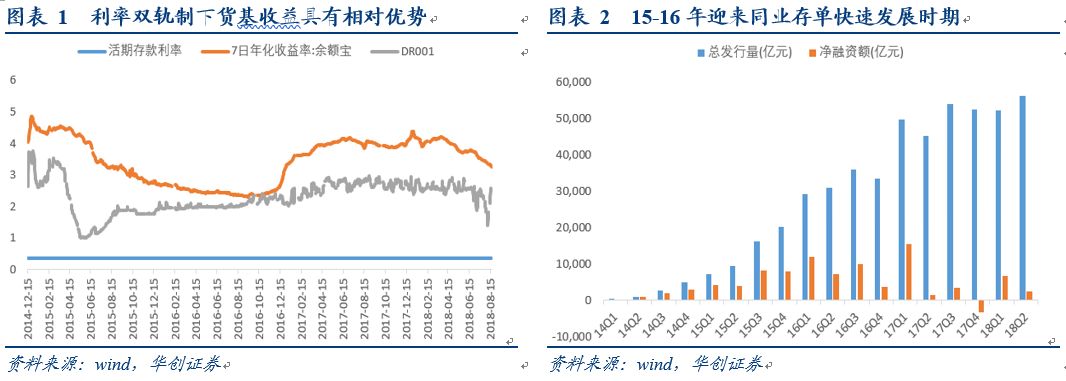 图表 1 利率双轨制下货基收益具有相对优势
活期存款利率 7日年化收益率:余额宝 DR001
6
5
4
3
2
1
0
2014-12-15
2015-02-15
2015-04-15
2015-06-15
2015-08-15
2015-10-15
2015-12-15
2016-02-15
2016-04-15
2016-06-15
2016-08-15
2016-10-15
2016-12-15
2017-02-15
2017-04-15
2017-06-15
2017-08-15
2017-10-15
2017-12-15
2018-02-15
2018-04-15
2018-06-15
2018-08-15
资料来源：wind，华创证券
图表 2 15-16 年迎来同业存单快速发展时期
总发行量(亿元) 净融资额(亿元)
60,000
50,000
40,000
30,000
20,000
10,000
0
-10,000
14Q1
14Q2
14Q3
14Q4
15Q1
15Q2
15Q3
15Q4
16Q1
16Q2
16Q3
16Q4
17Q1
17Q2
17Q3
17Q4
18Q1
18Q2
资料来源：wind，华创证券